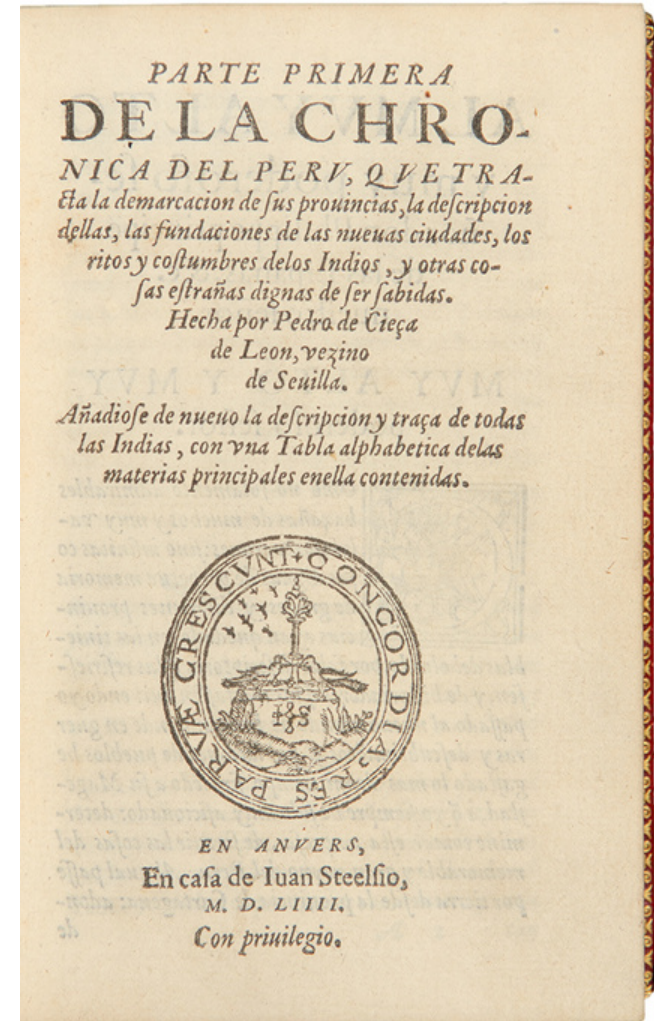 PARTE PRIMERA
DE LA CHRO-
NICA DEL PERV, QVE TRA-
cta la demarcacion de ſus prouincias, la deſcripcion
dellas, las fundaciones de las nueuas ciudades, los
ritos y coſtumbres delos Indios, y otras co-
ſas eſtrañas dignas de ſer ſabidas.
Hecha por Pedro de Cieça
de Leon, vezino
de Seuilla.
Añadioſe de nueuo la deſcripcion y traça de todas
las Indias, con vna Tabla alphabetica delas
materias principales enella contenidas.
CONCORDIA, RES PARVÆ CRESCVNT
EN ANVERS,
En caſa de Iuan Steelſio,
M. D. LIIII.
Con priuilegio.